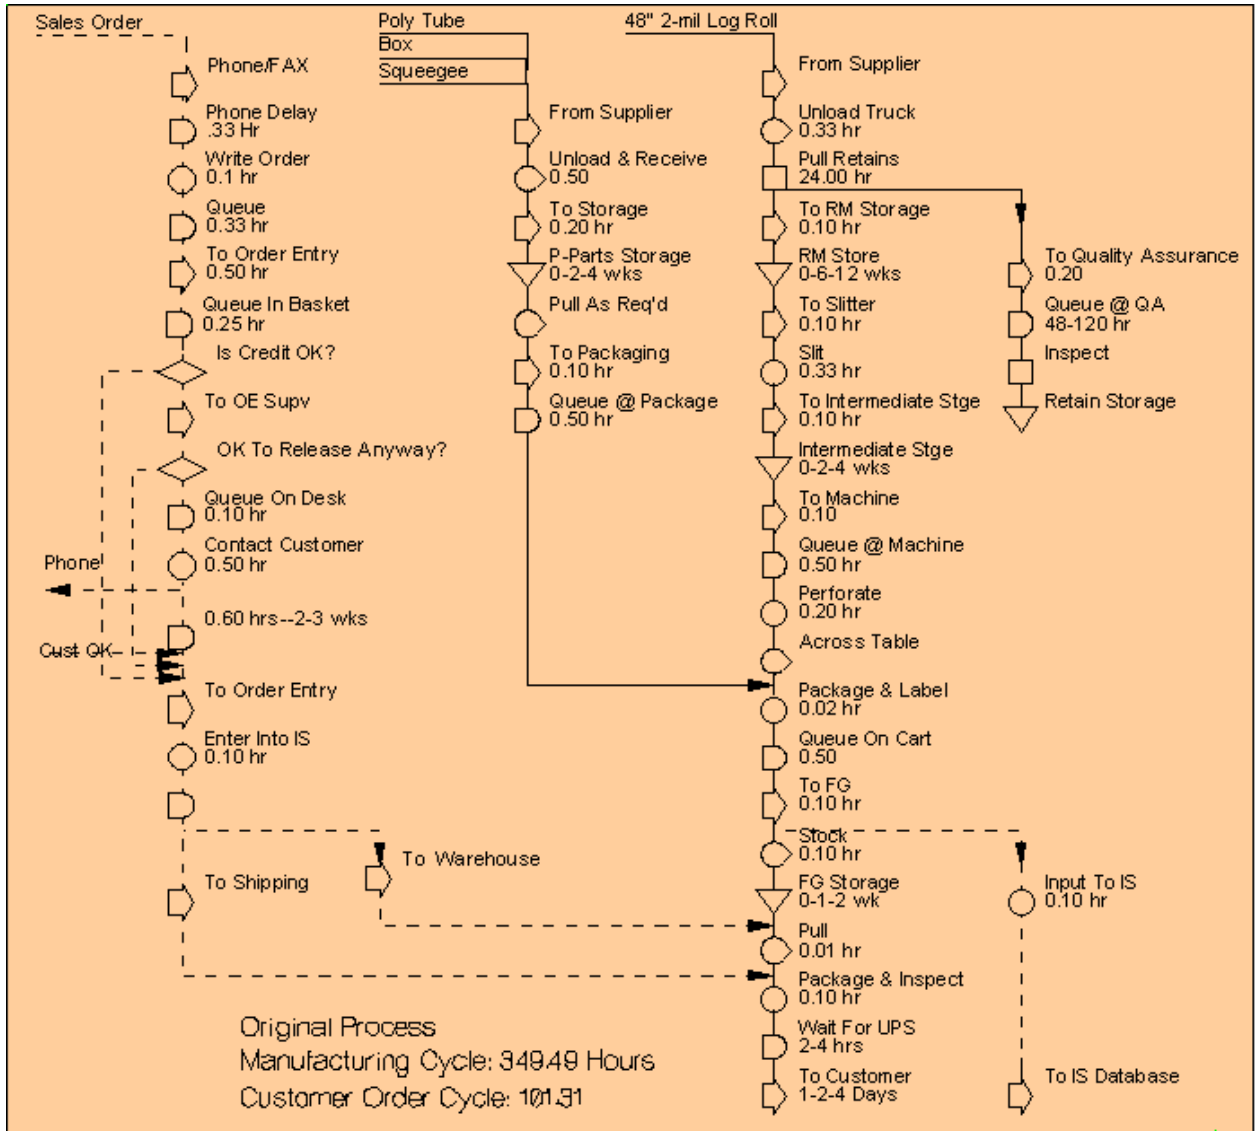 Sales Order
Phone/FAX
Phone Delay
.33 Hr
Write Order
0.1 hr
Queue
0.33 hr
To Order Entry
0.50 hr
Queue In Basket
0.25 hr
Is Credit OK?
To OE Supv
OK To Release Anyway?
Queue On Desk
0.10 hr
Contact Customer
0.50 hr
Phone
0.60 hrs--2-3 wks
Cust OK
To Order Entry
Enter Into IS
0.10 hr
To Warehouse
To Shipping
Poly Tube
Box
Squeegee
From Supplier
Unload & Receive
0.50
To Storage
0.20 hr
P-Parts Storage
0-2-4 wks
Pull As Req'd
To Packaging
0.10 hr
Queue @ Package
0.50 hr
48" 2-mil Log Roll
From Supplier
Unload Truck
0.33 hr
Pull Retains
24.00 hr
To RM Storage
0.10 hr
RM Store
0-6-12 wks
To Slitter
0.10 hr
Slit
0.33 hr
To Intermediate Stge
0.10 hr
Intermediate Stge
0-2-4 wks
To Machine
0.10
Queue @ Machine
0.50 hr
Perforate
0.20 hr
Across Table
Package & Label
0.02 hr
Queue On Cart
0.50
To FG
0.10 hr
Stock
0.10 hr
FG Storage
0-1-2 wk
Pull
0.01 hr
Package & Inspect
0.10 hr
Wait For UPS
2-4 hrs
To Customer
1-2-4 Days
To Quality Assurance
0.20
Queue @ QA
48-120 hr
Inspect
Retain Storage
Input To IS
0.10 hr
To IS Database
Original Process
Manufacturing Cycle: 349.49 Hours
Customer Order Cycle: 101.31